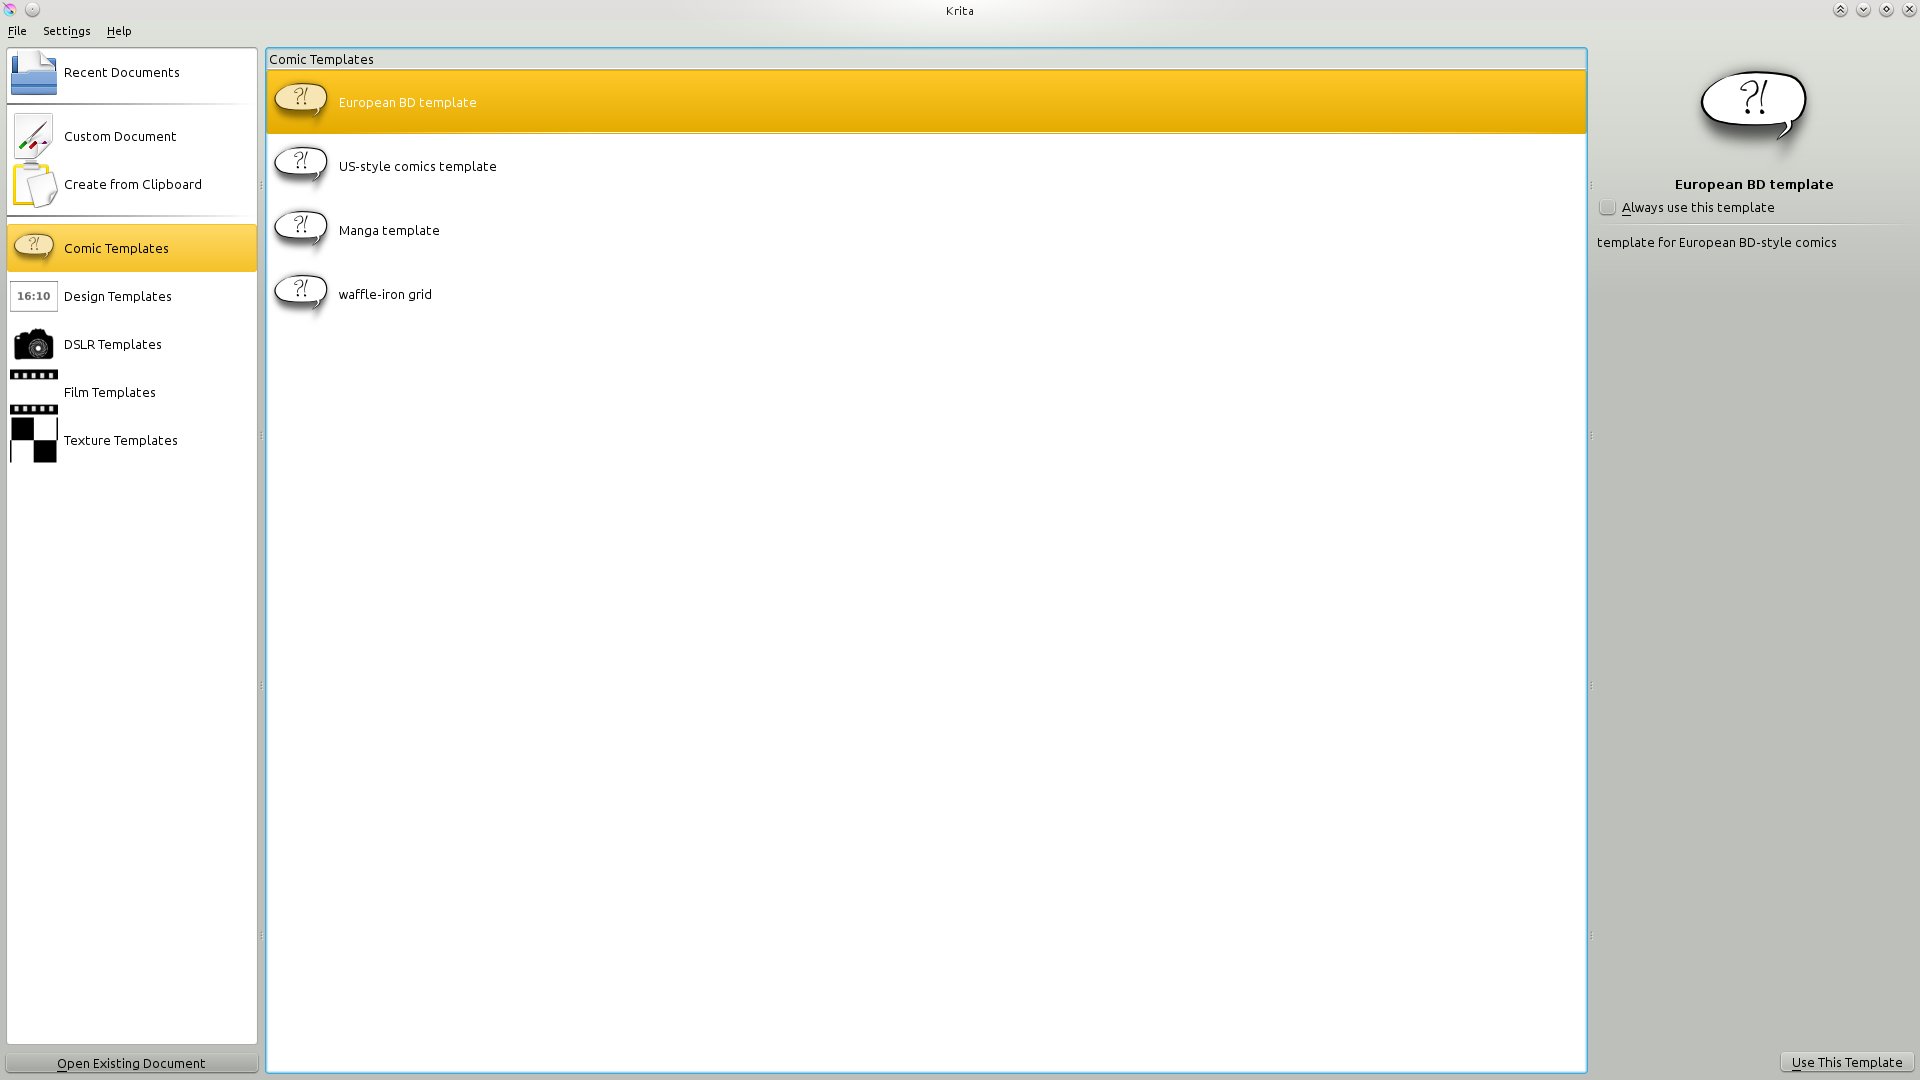 Krita
File Settings Help
Recent Documents
Custom Document
Create from Clipboard
?! Comic Templates
16:10 Design Templates
DSLR Templates
Film Templates
Texture Templates
Open Existing Document
Comic Templates
?! European BD template
?! US-style comics template
?! Manga template
?! waffle-iron grid
?!
European BD template
Always use this template
template for European BD-style comics
Use This Template